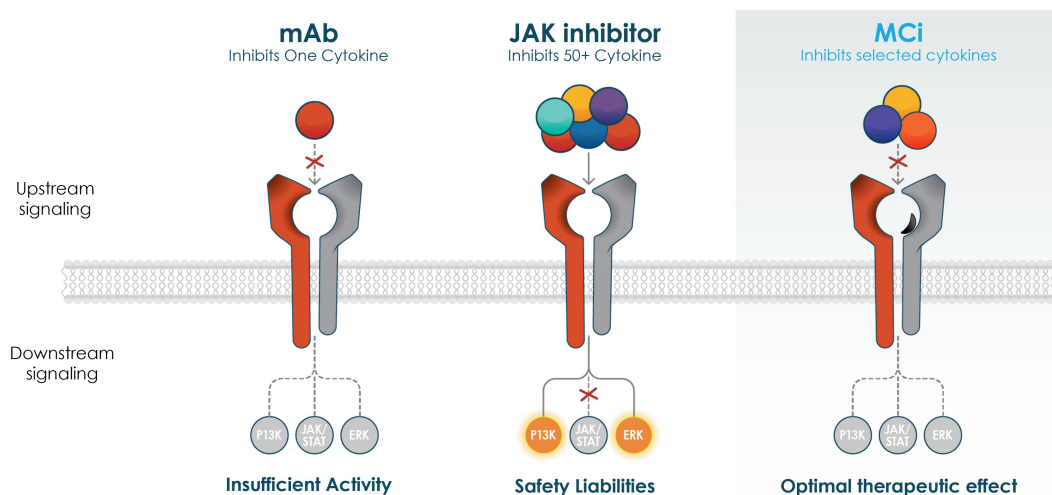 mAb
Inhibits One Cytokine
JAK inhibitor
Inhibits 50+ Cytokine
MCi
Inhibits selected cytokines
Upstream
signaling
Downstream
signaling
P13K
JAK/
STAT
ERK
P13K
JAK/
STAT
ERK
P13K
JAK/
STAT
ERK
Insufficient Activity
Safety Liabilities
Optimal therapeutic effect